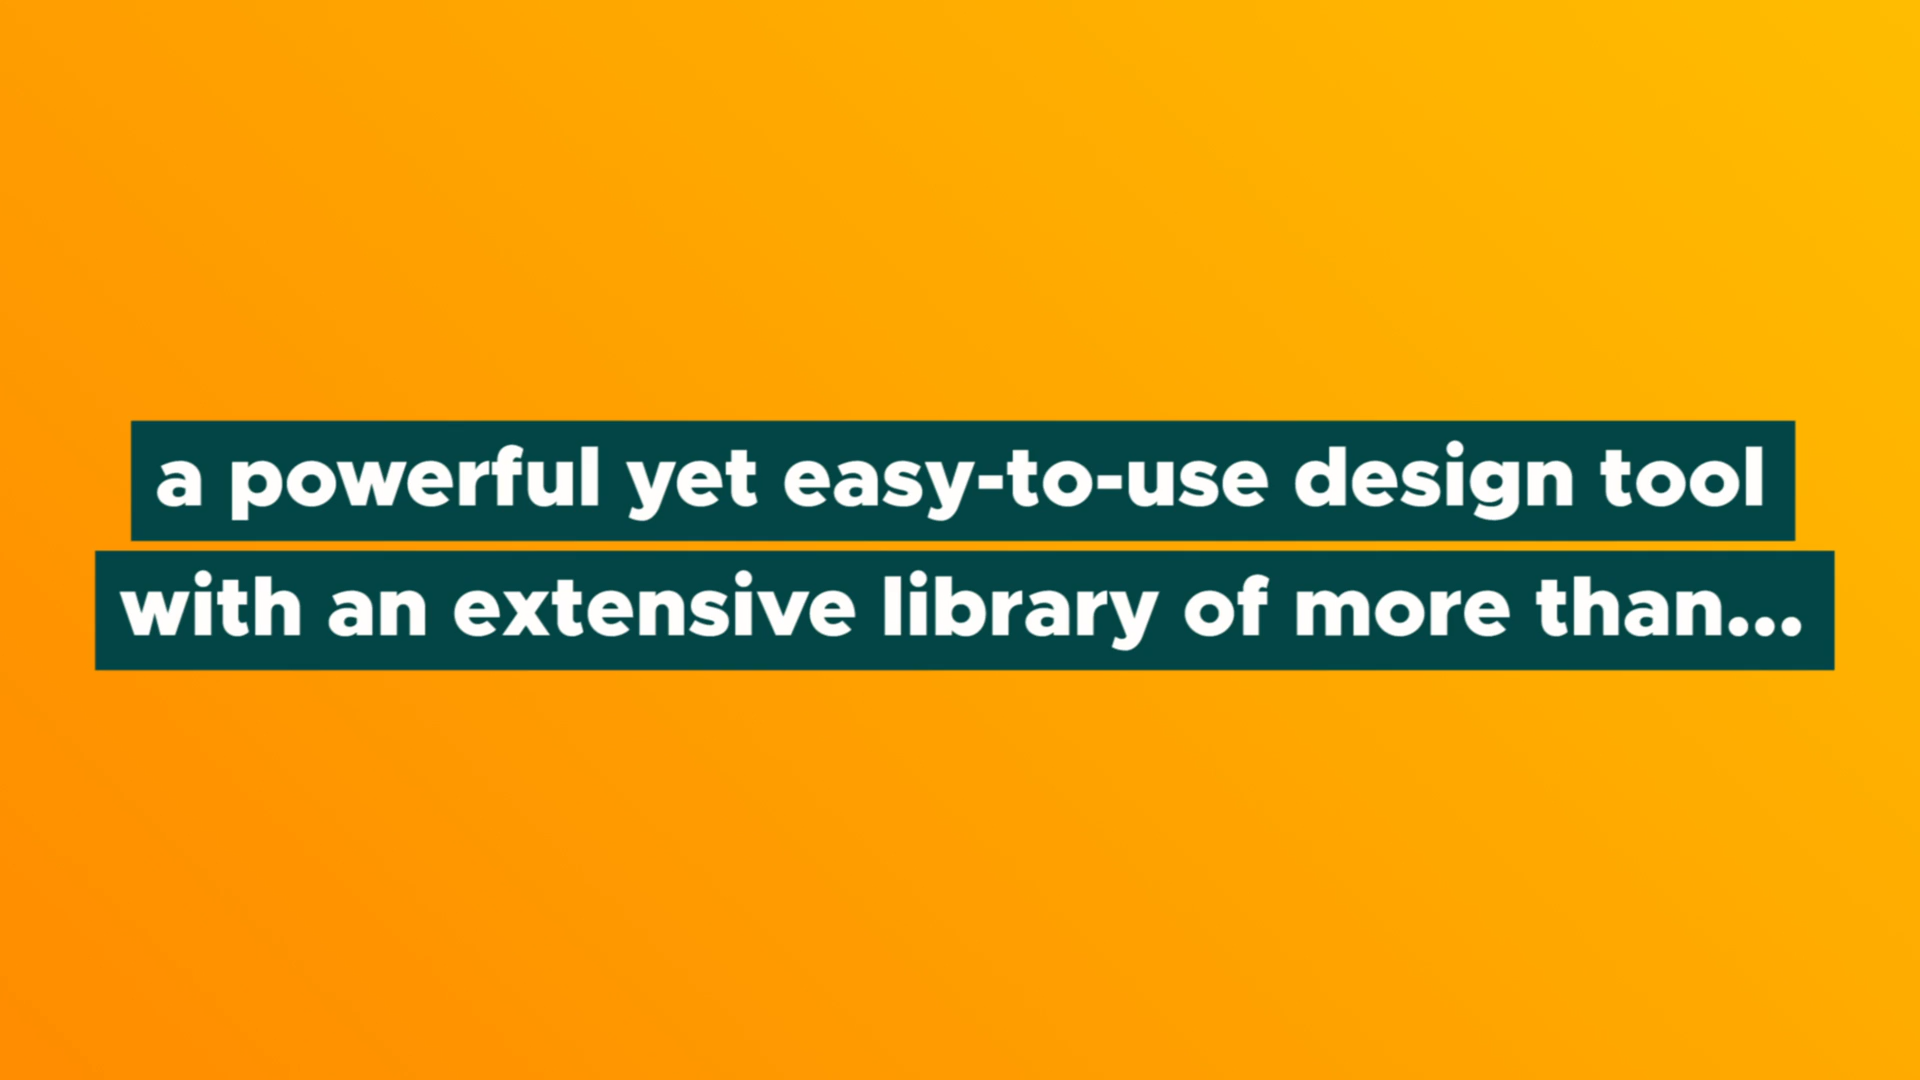 a powerful yet easy-to-use design tool
with an extensive library of more than...